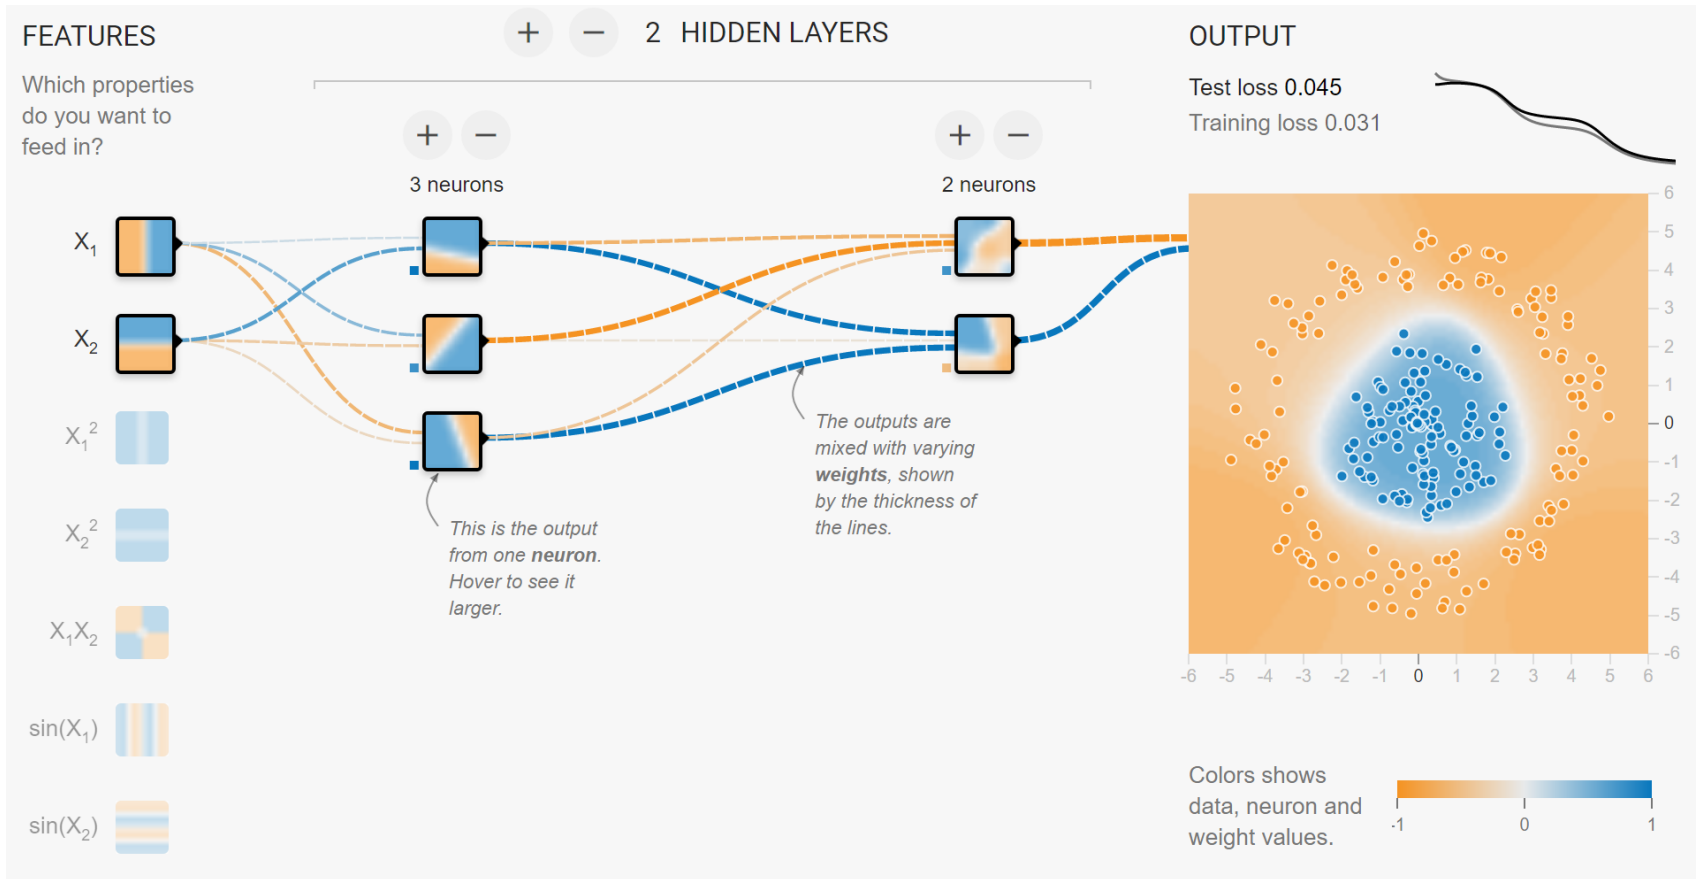 FEATURES
+ − 2 HIDDEN LAYERS
OUTPUT
Which properties
do you want to
feed in?
Test loss 0.045
Training loss 0.031
+ −
+ −
3 neurons
2 neurons
X1
X2
X1²
X2²
X1X2
sin(X1)
sin(X2)
This is the output
from one neuron.
Hover to see it
larger.
The outputs are
mixed with varying
weights, shown
by the thickness of
the lines.
6
5
4
3
2
1
0
-1
-2
-3
-4
-5
-6
-6 -5 -4 -3 -2 -1 0 1 2 3 4 5 6
Colors shows
data, neuron and
weight values.
-1 0 1